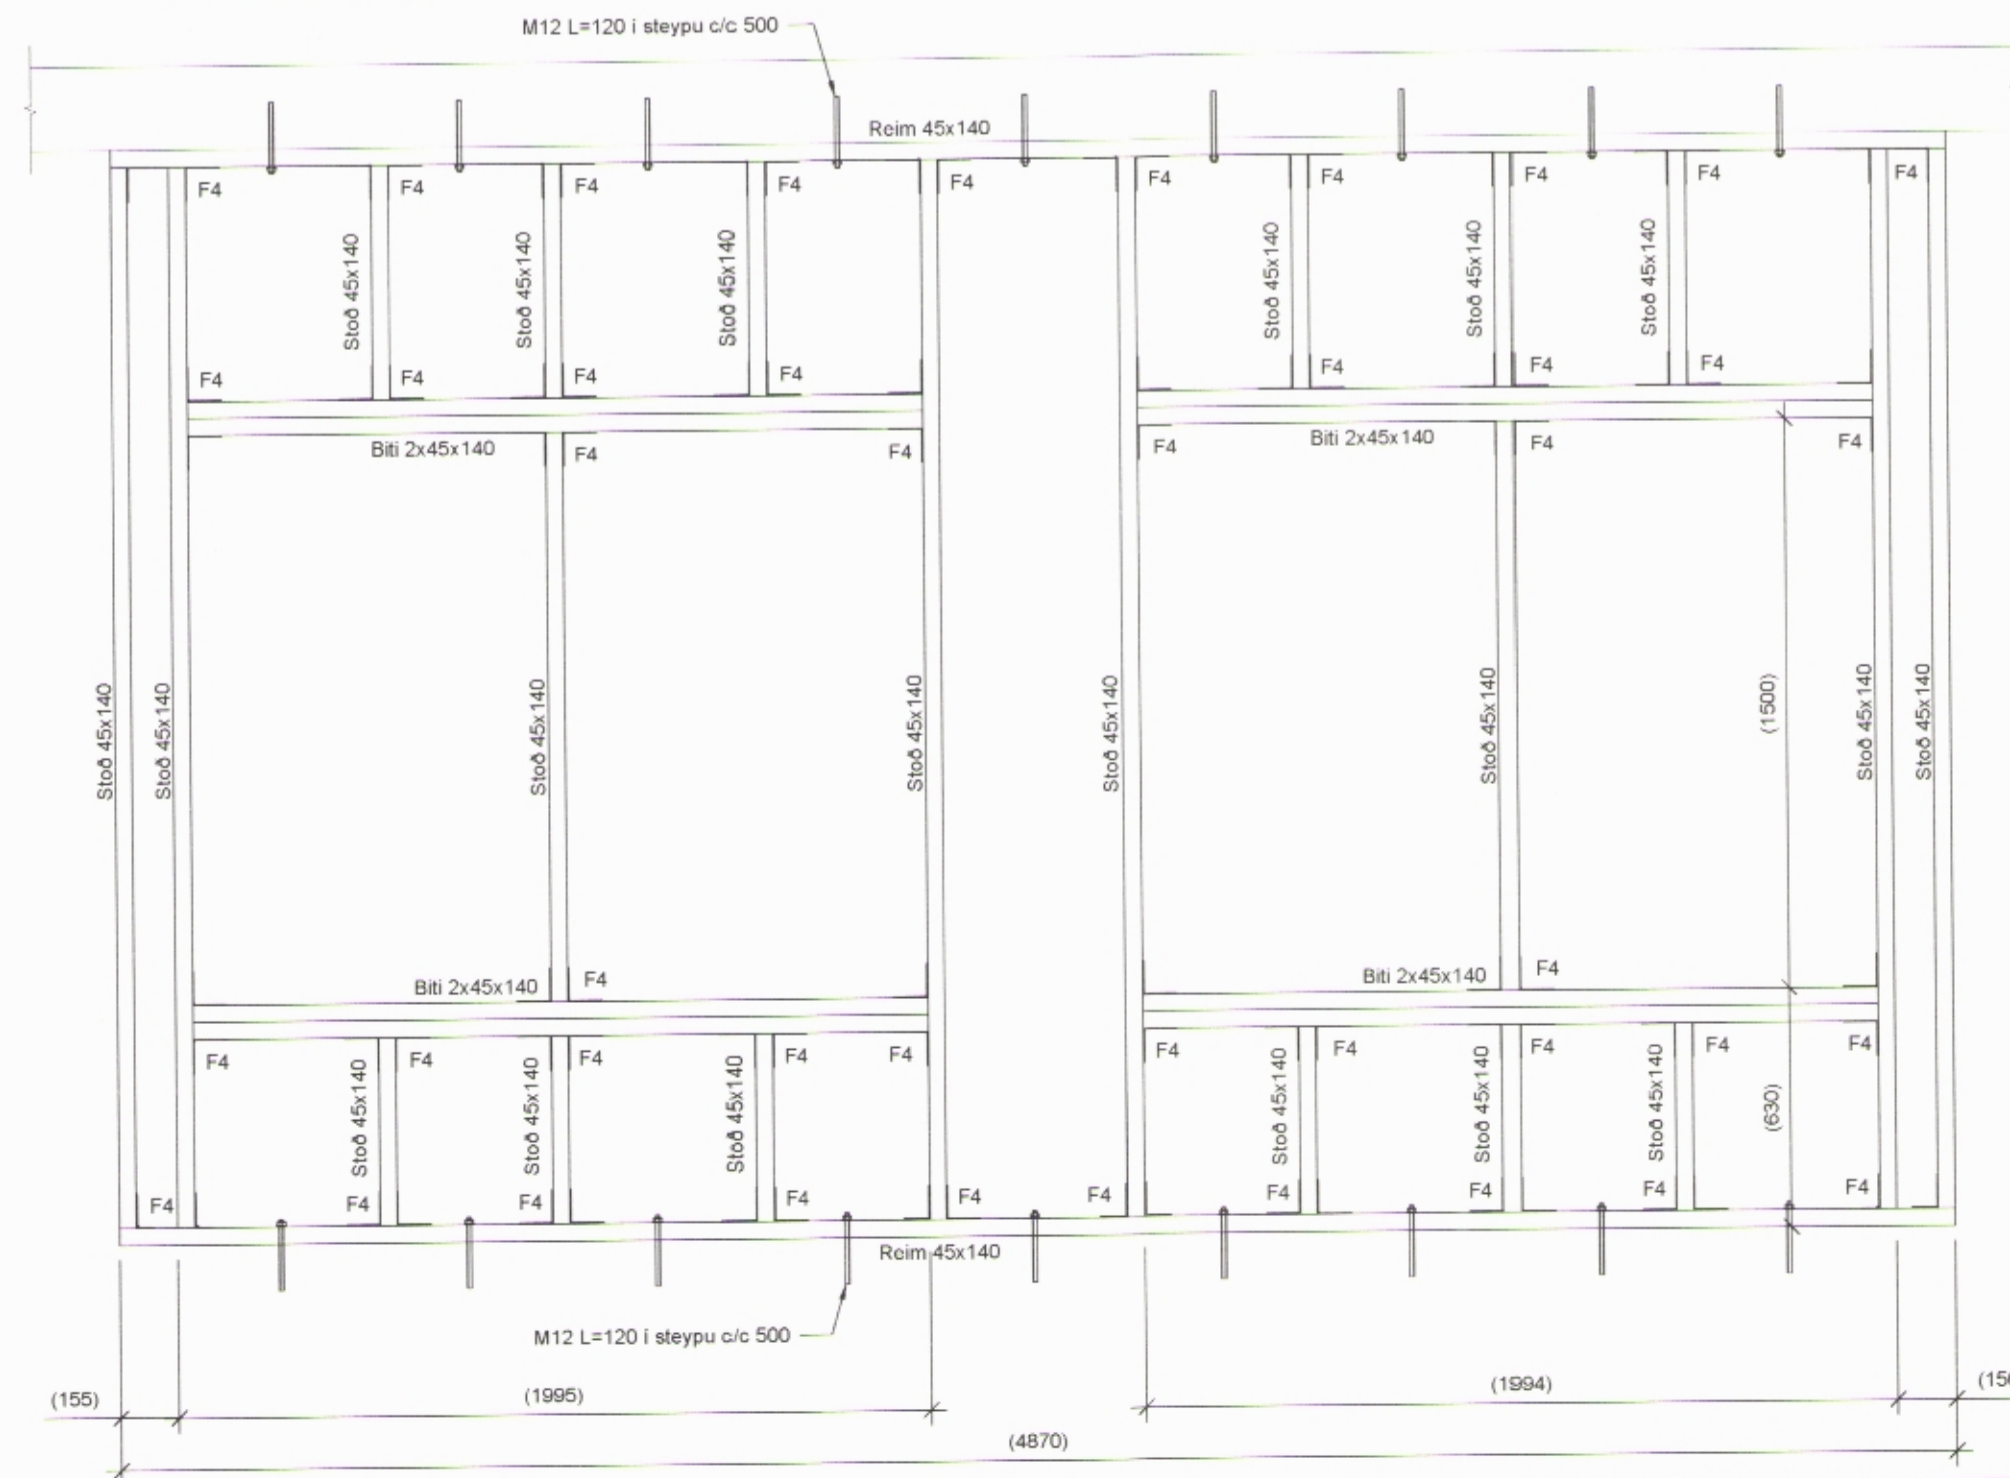 M12 L=120 í steypu c/c 500
Reim 45x140
F4 F4 F4 F4 F4 F4 F4 F4 F4 F4
Stoð 45x140 Stoð 45x140 Stoð 45x140 Stoð 45x140 Stoð 45x140 Stoð 45x140
F4 F4 F4 F4 F4 F4 F4
Biti 2x45x140 Biti 2x45x140
F4 F4 F4 F4 F4
Stoð 45x140 Stoð 45x140 Stoð 45x140 Stoð 45x140 Stoð 45x140 Stoð 45x140 Stoð 45x140 Stoð 45x140
(1500)
Biti 2x45x140 F4 Biti 2x45x140 F4
F4 F4 F4 F4 F4 F4 F4 F4 F4 F4
Stoð 45x140 Stoð 45x140 Stoð 45x140 Stoð 45x140 Stoð 45x140 Stoð 45x140
(630)
F4 F4 F4 F4 F4 F4 F4 F4 F4 F4
Reim 45x140
M12 L=120 í steypu c/c 500
(155) (1995) (1994)
(4870)